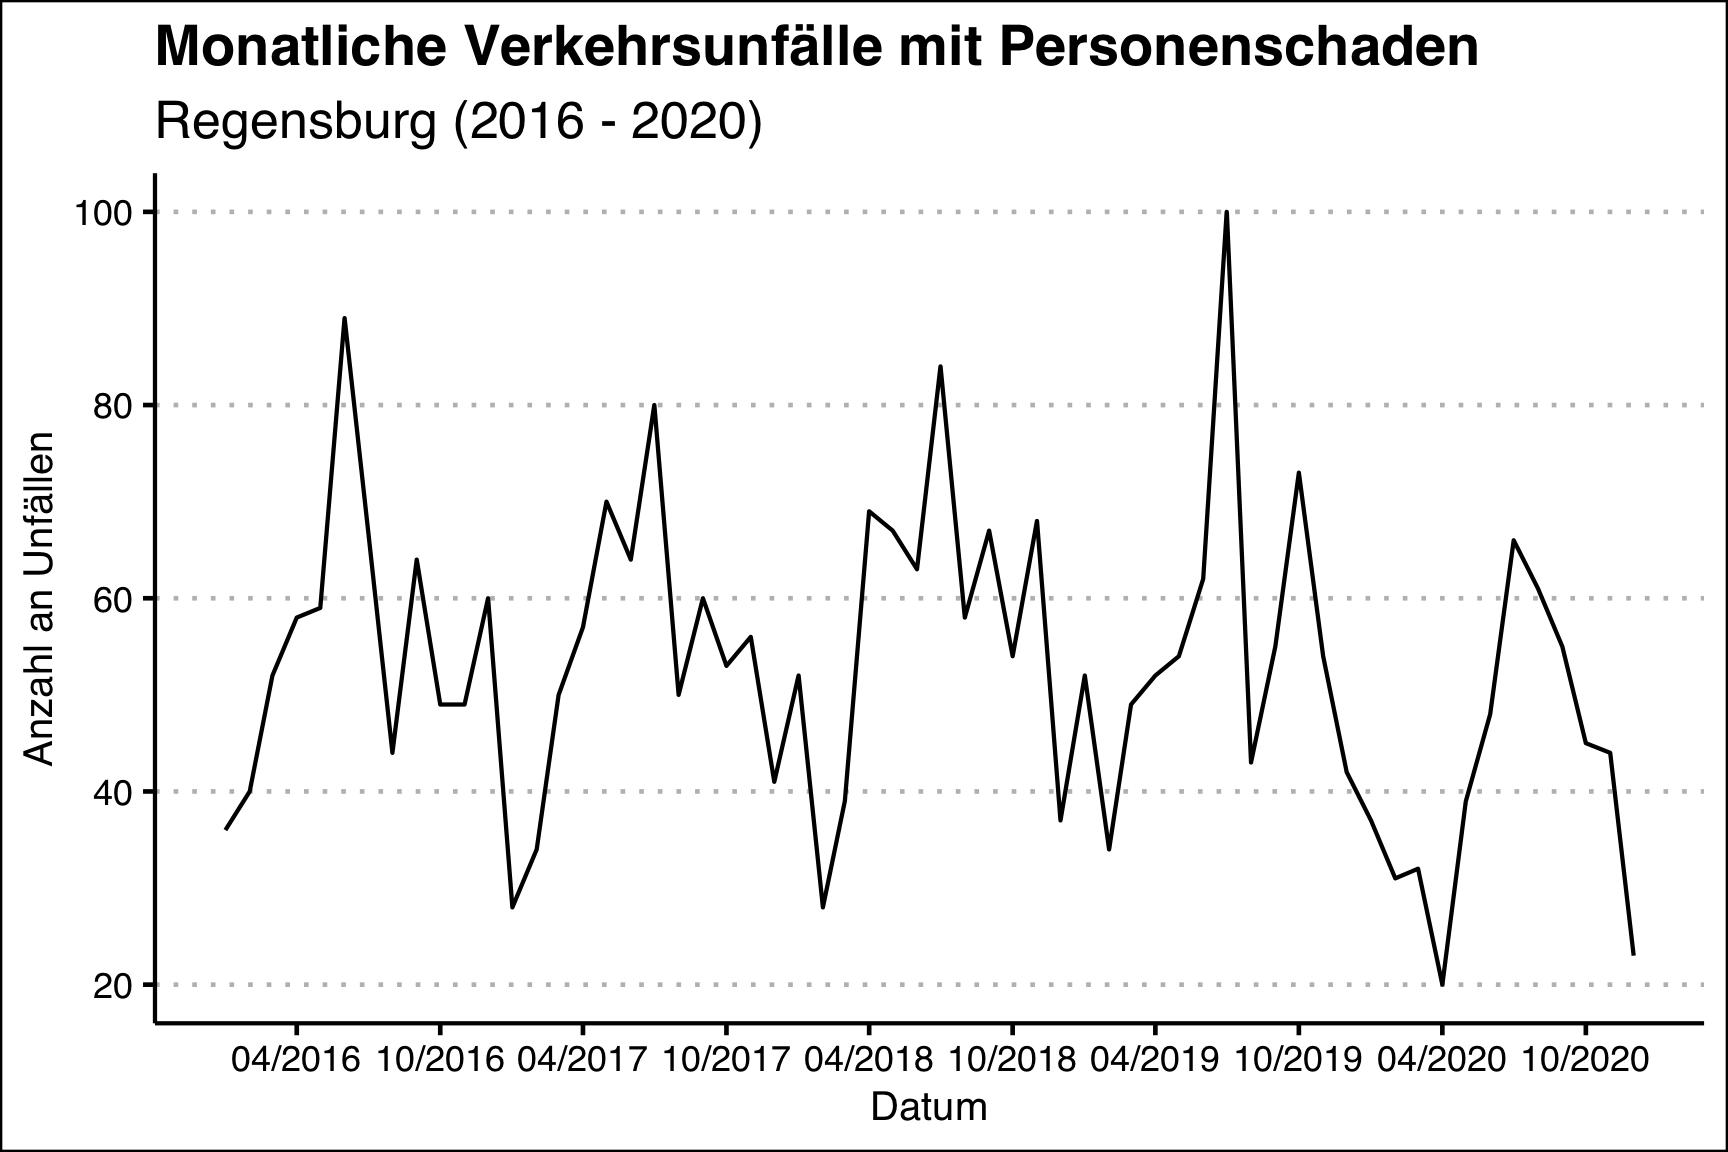 Monatliche Verkehrsunfälle mit Personenschaden
Regensburg (2016 - 2020)
Anzahl an Unfällen
100
80
60
40
20
04/2016 10/2016 04/2017 10/2017 04/2018 10/2018 04/2019 10/2019 04/2020 10/2020
Datum